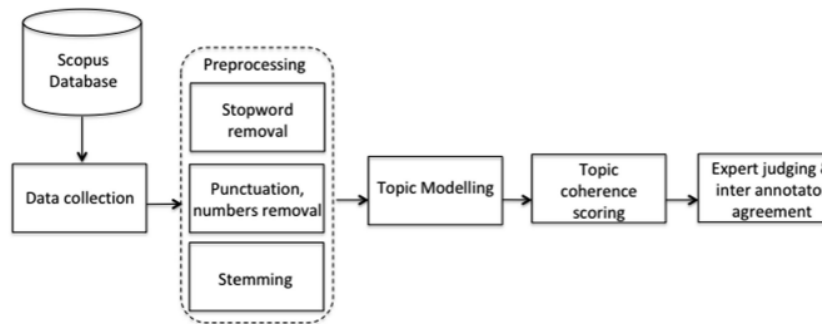 Scopus
Database
Data collection
Preprocessing
Stopword
removal
Punctuation,
numbers removal
Stemming
Topic Modelling
Topic
coherence
scoring
Expert judging
inter
agreement